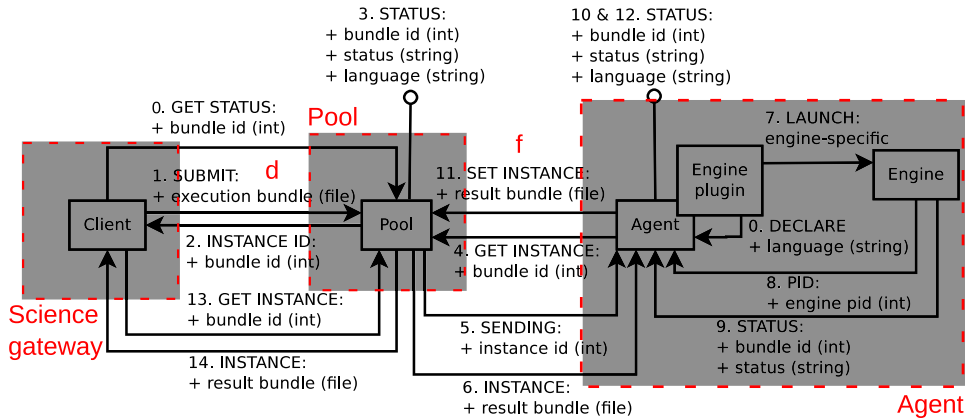 3. STATUS:
+ bundle id (int)
+ status (string)
+ language (string)
10 & 12. STATUS:
+ bundle id (int)
+ status (string)
+ language (string)
0. GET STATUS:
+ bundle id (int)
Pool
7. LAUNCH:
engine-specific
f
d
1. SUBMIT:
+ execution bundle (file)
11. SET INSTANCE:
+ result bundle (file)
Engine
plugin
Engine
Client
Pool
Agent
0. DECLARE
+ language (string)
2. INSTANCE ID:
+ bundle id (int)
4. GET INSTANCE:
+ bundle id (int)
8. PID:
+ engine pid (int)
13. GET INSTANCE:
+ bundle id (int)
Science
gateway
5. SENDING:
+ instance id (int)
9. STATUS:
+ bundle id (int)
+ status (string)
14. INSTANCE:
+ result bundle (file)
6. INSTANCE:
+ result bundle (file)
Agent